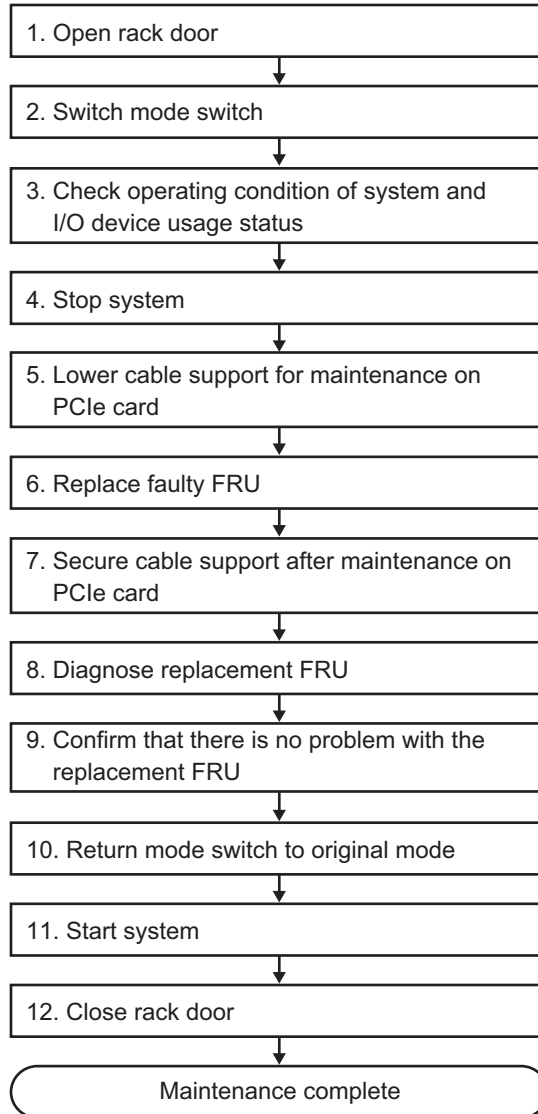 1. Open rack door
2. Switch mode switch
3. Check operating condition of system and
I/O device usage status
4. Stop system
5. Lower cable support for maintenance on
PCIe card
6. Replace faulty FRU
7. Secure cable support after maintenance on
PCIe card
8. Diagnose replacement FRU
9. Confirm that there is no problem with the
replacement FRU
10. Return mode switch to original mode
11. Start system
12. Close rack door
Maintenance complete